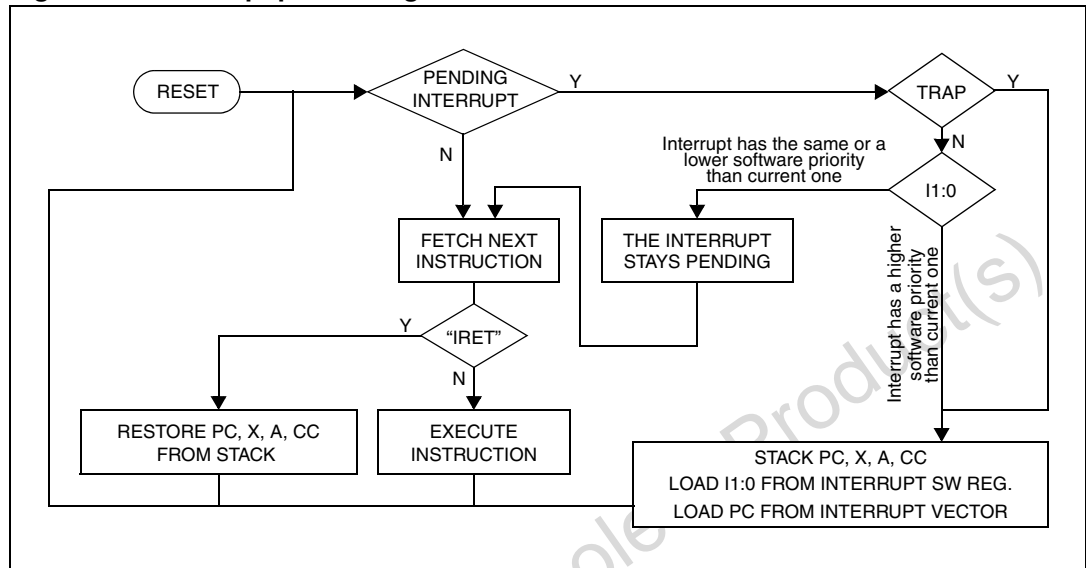 RESET
PENDING
INTERRUPT
Y
TRAP
Y
N
N
Interrupt has the same or a
lower software priority
than current one
I1:0
FETCH NEXT
INSTRUCTION
THE INTERRUPT
STAYS PENDING
Interrupt has a higher
software priority
than current one
Y
“IRET”
N
RESTORE PC, X, A, CC
FROM STACK
EXECUTE
INSTRUCTION
STACK PC, X, A, CC
LOAD I1:0 FROM INTERRUPT SW REG.
LOAD PC FROM INTERRUPT VECTOR
Product(s)